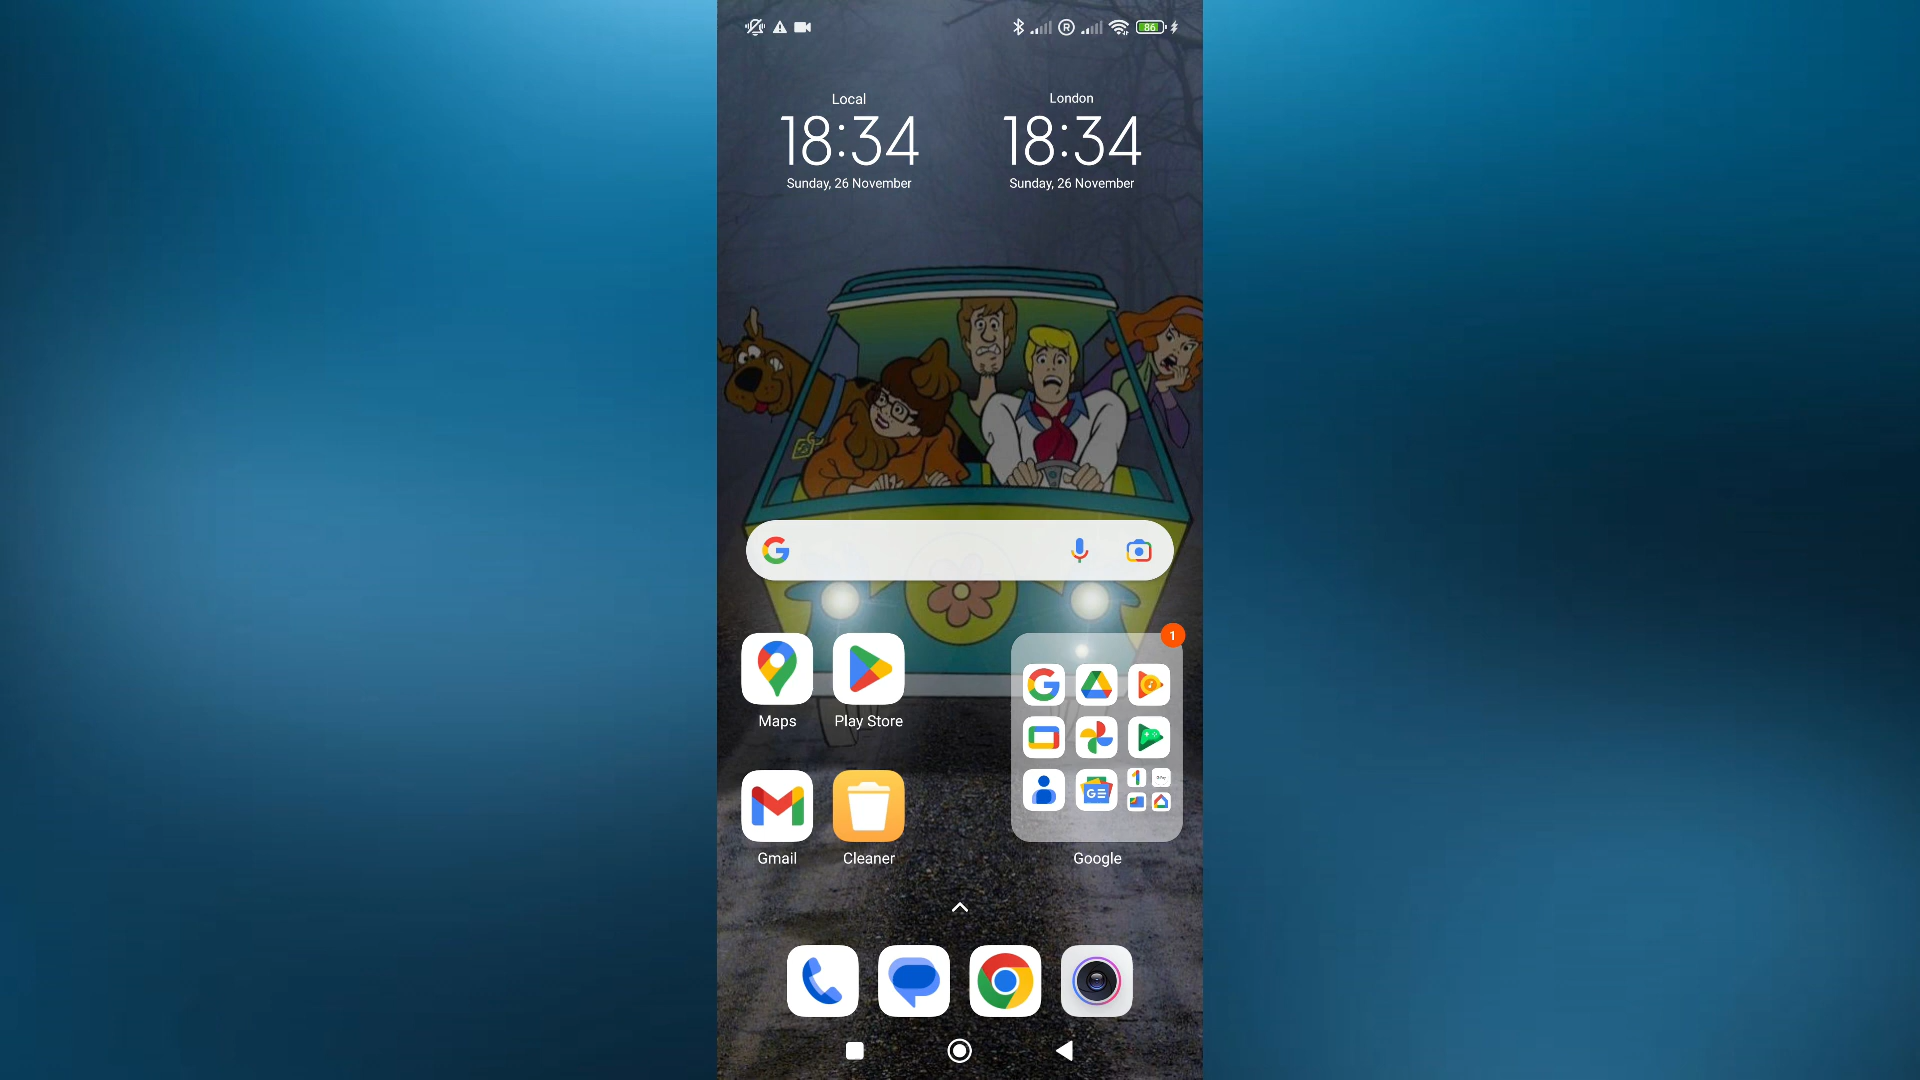 86
Local
London
18:34
18:34
Sunday, 26 November
Sunday, 26 November
1
Maps
Play Store
Gmail
Cleaner
Google